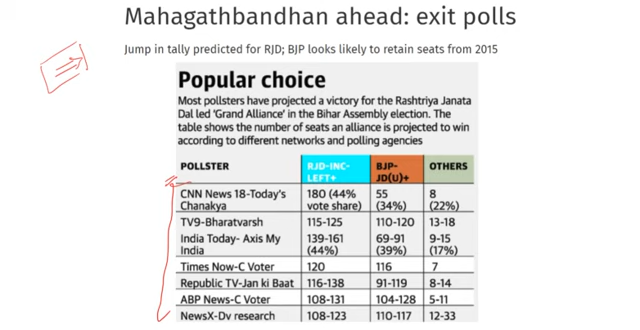 Mahagathbandhan ahead: exit polls
Jump in tally predicted for RJD; BJP looks likely to retain seats from 2015
Popular choice
Most pollsters have projected a victory for the Rashtriya Janata
Dal led 'Grand Alliance' in the Bihar Assembly election. The
table shows the number of seats an alliance is projected to win
according to different networks and polling agencies
POLLSTER RJD-INC-LEFT+ BJP-JD(U)+ OTHERS
CNN News 18-Today's 180 (44% 55 8
Chanakya vote share) (34%) (22%)
TV9-Bharatvarsh 115-125 110-120 13-18
India Today- Axis My 139-161 69-91 9-15
India (44%) (39%) (17%)
Times Now-C Voter 120 116 7
Republic TV-Jan ki Baat 116-138 91-119 8-14
ABP News-C Voter 108-131 104-128 5-11
NewsX-Dv research 108-123 110-117 12-33